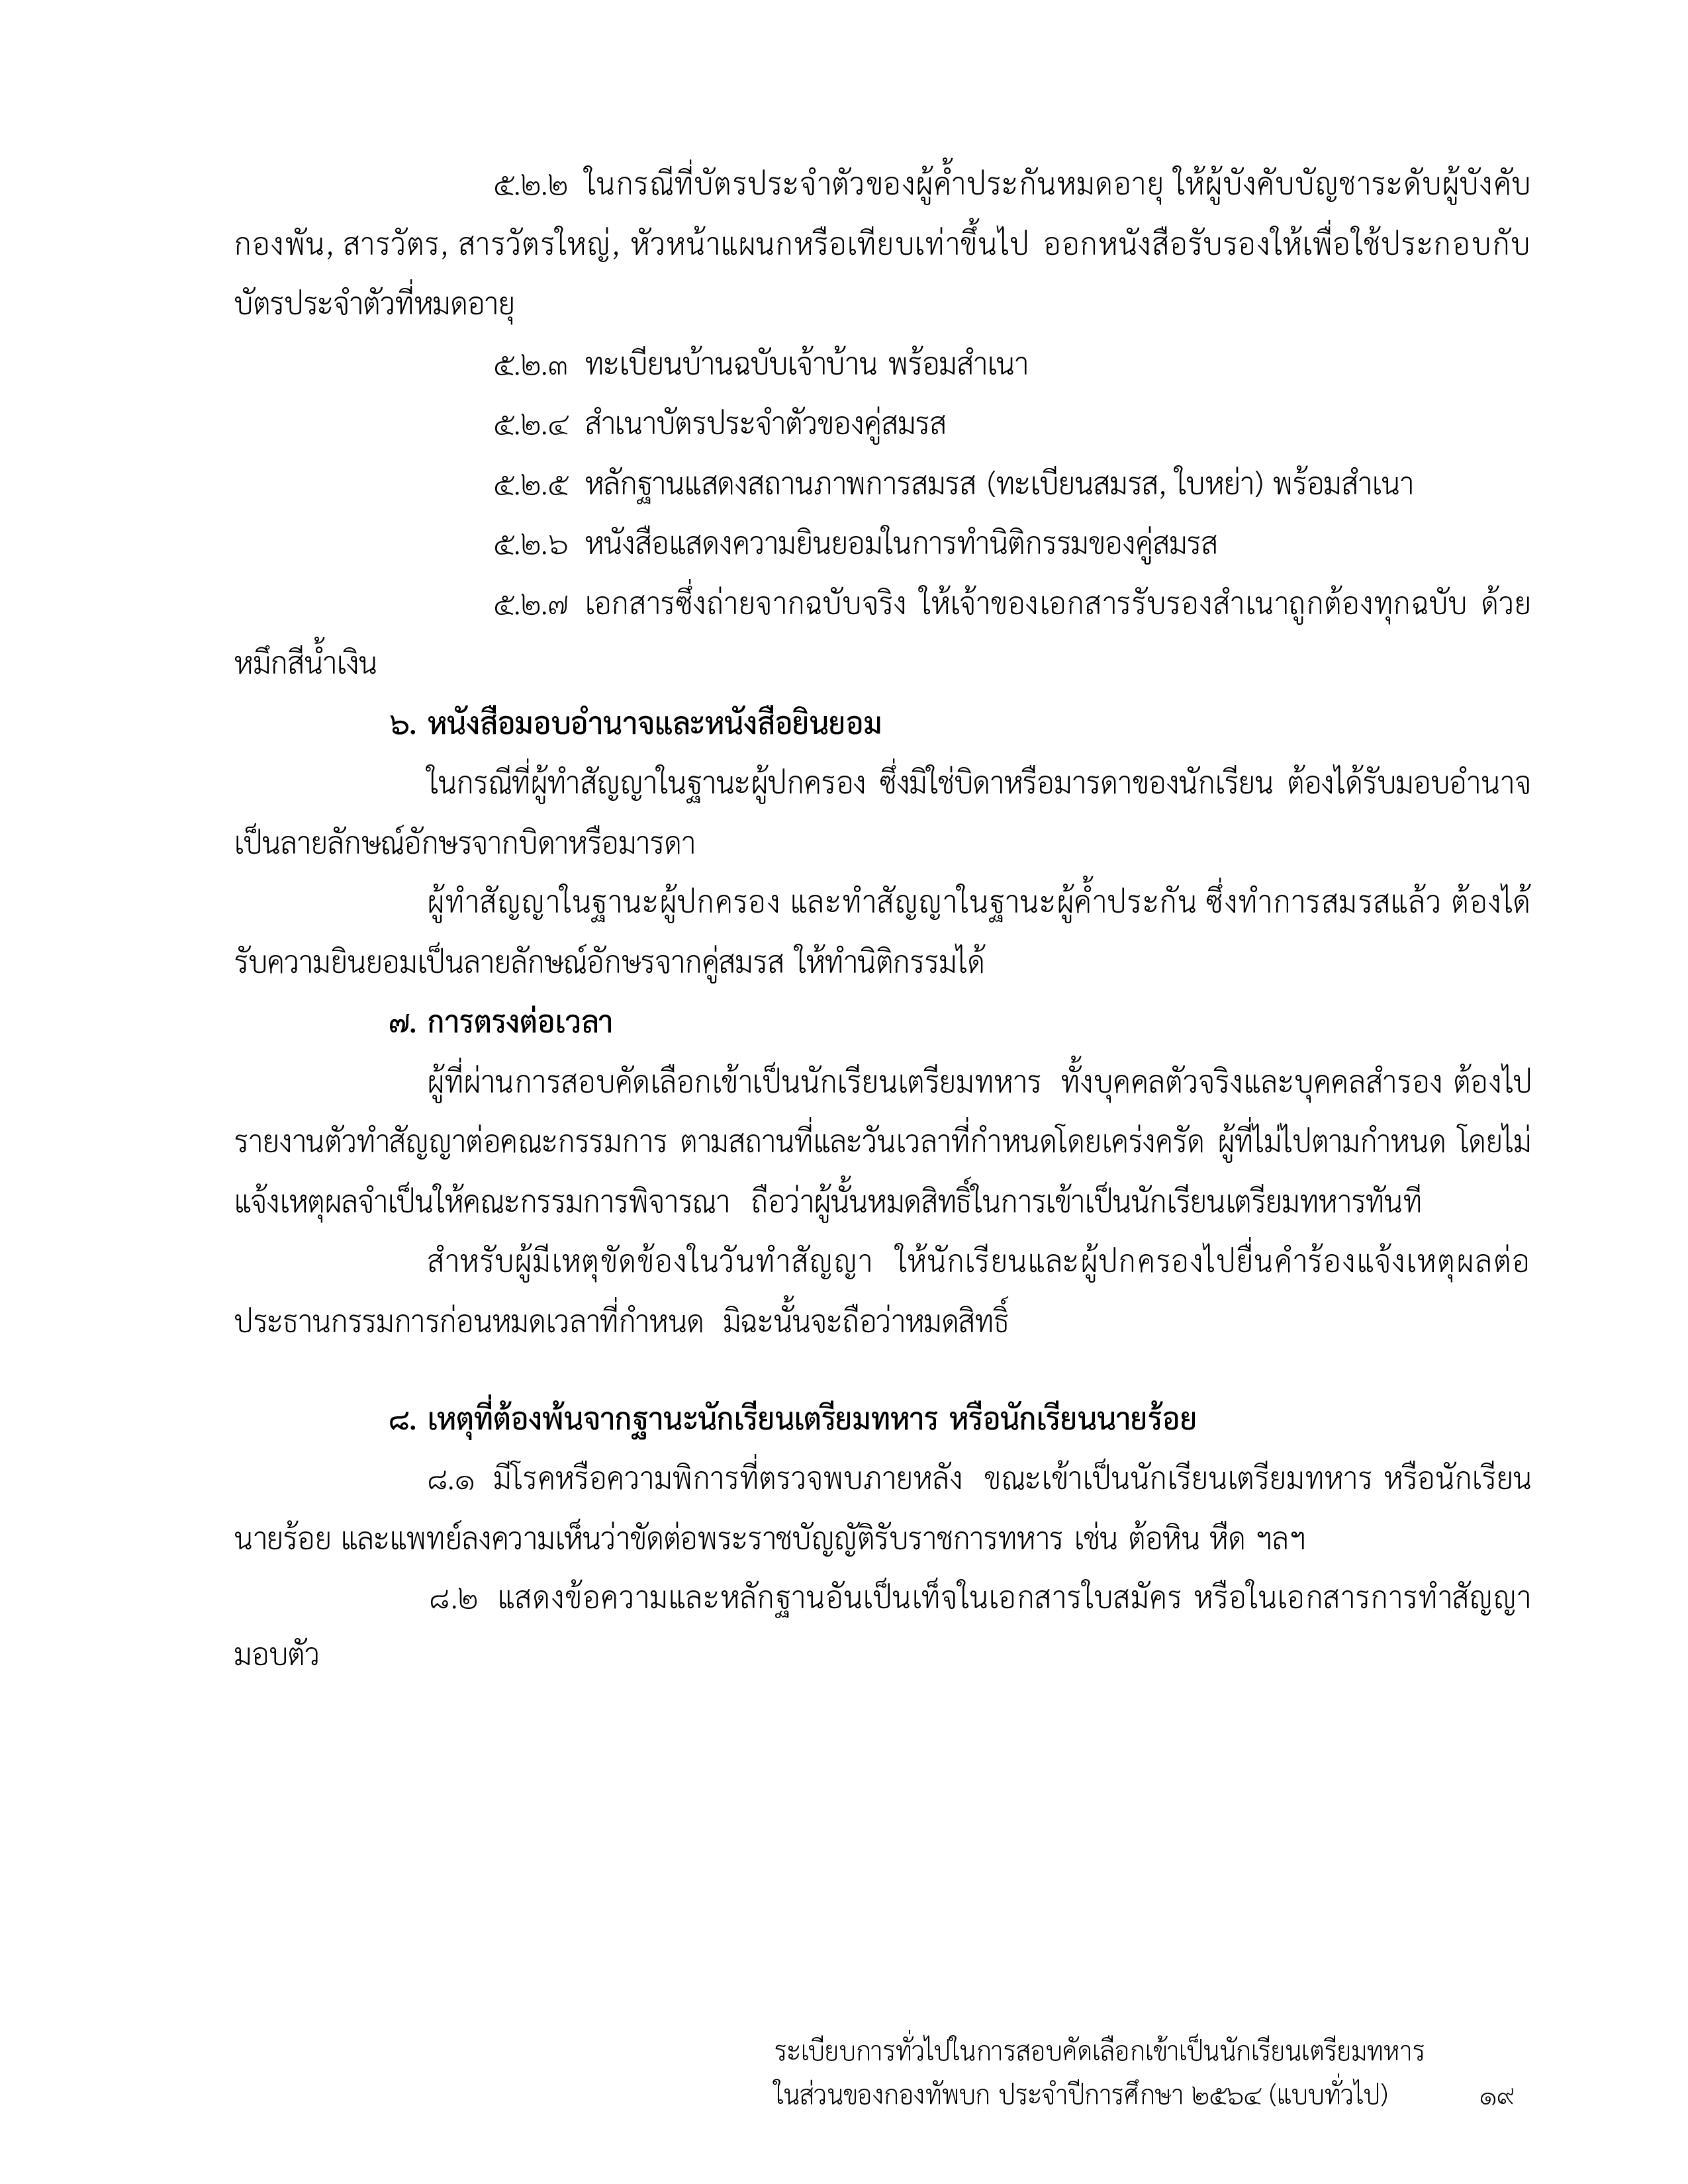 ๕.๒.๒ ในกรณีที่บัตรประจำตัวของผู้ค้ำประกันหมดอายุ ให้ผู้บังคับบัญชาระดับผู้บังคับ
กองพัน, สารวัตร, สารวัตรใหญ่, หัวหน้าแผนกหรือเทียบเท่าขึ้นไป ออกหนังสือรับรองให้เพื่อใช้ประกอบกับ
บัตรประจำตัวที่หมดอายุ
๕.๒.๓ ทะเบียนบ้านฉบับเจ้าบ้าน พร้อมสำเนา
๕.๒.๔ สำเนาบัตรประจำตัวของคู่สมรส
๕.๒.๕ หลักฐานแสดงสถานภาพการสมรส (ทะเบียนสมรส, ใบหย่า) พร้อมสำเนา
๕.๒.๖ หนังสือแสดงความยินยอมในการทำนิติกรรมของคู่สมรส
๕.๒.๗ เอกสารซึ่งถ่ายจากฉบับจริง ให้เจ้าของเอกสารรับรองสำเนาถูกต้องทุกฉบับ ด้วย
หมึกสีน้ำเงิน
๖. หนังสือมอบอำนาจและหนังสือยินยอม
ในกรณีที่ผู้ทำสัญญาในฐานะผู้ปกครอง ซึ่งมิใช่บิดาหรือมารดาของนักเรียน ต้องได้รับมอบอำนาจ
เป็นลายลักษณ์อักษรจากบิดาหรือมารดา
ผู้ทำสัญญาในฐานะผู้ปกครอง และทำสัญญาในฐานะผู้ค้ำประกัน ซึ่งทำการสมรสแล้ว ต้องได้
รับความยินยอมเป็นลายลักษณ์อักษรจากคู่สมรส ให้ทำนิติกรรมได้
๗. การตรงต่อเวลา
ผู้ที่ผ่านการสอบคัดเลือกเข้าเป็นนักเรียนเตรียมทหาร ทั้งบุคคลตัวจริงและบุคคลสำรอง ต้องไป
รายงานตัวทำสัญญาต่อคณะกรรมการ ตามสถานที่และวันเวลาที่กำหนดโดยเคร่งครัด ผู้ที่ไม่ไปตามกำหนด โดยไม่
แจ้งเหตุผลจำเป็นให้คณะกรรมการพิจารณา ถือว่าผู้นั้นหมดสิทธิ์ในการเข้าเป็นนักเรียนเตรียมทหารทันที
สำหรับผู้มีเหตุขัดข้องในวันทำสัญญา ให้นักเรียนและผู้ปกครองไปยื่นคำร้องแจ้งเหตุผลต่อ
ประธานกรรมการก่อนหมดเวลาที่กำหนด มิฉะนั้นจะถือว่าหมดสิทธิ์
๘. เหตุที่ต้องพ้นจากฐานะนักเรียนเตรียมทหาร หรือนักเรียนนายร้อย
๘.๑ มีโรคหรือความพิการที่ตรวจพบภายหลัง ขณะเข้าเป็นนักเรียนเตรียมทหาร หรือนักเรียน
นายร้อย และแพทย์ลงความเห็นว่าขัดต่อพระราชบัญญัติรับราชการทหาร เช่น ต้อหิน หืด ฯลฯ
๘.๒ แสดงข้อความและหลักฐานอันเป็นเท็จในเอกสารใบสมัคร หรือในเอกสารการทำสัญญา
มอบตัว
ระเบียบการทั่วไปในการสอบคัดเลือกเข้าเป็นนักเรียนเตรียมทหาร
ในส่วนของกองทัพบก ประจำปีการศึกษา ๒๕๖๔ (แบบทั่วไป) ๑๙